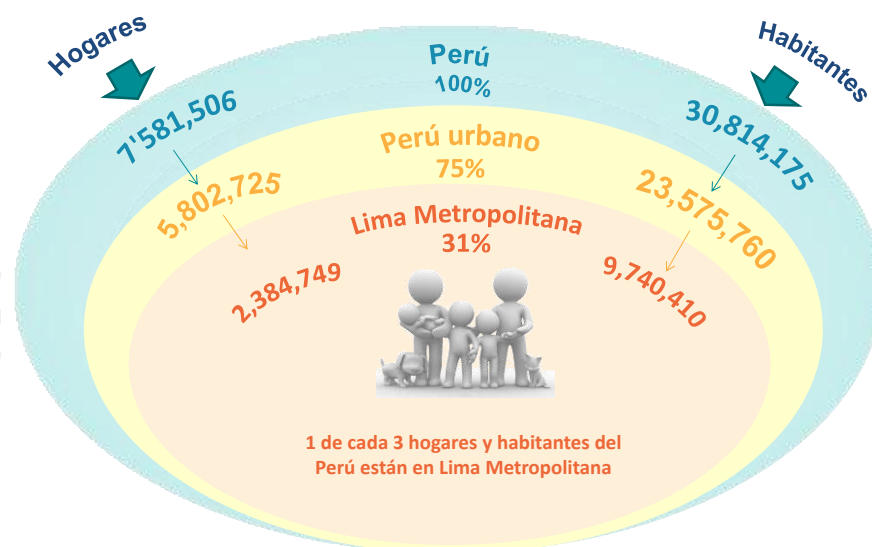 Hogares
Habitantes
Perú
100%
7'581,506
30,814,175
Perú urbano
75%
5,802,725
23,575,760
Lima Metropolitana
31%
2,384,749
9,740,410
1 de cada 3 hogares y habitantes del
Perú están en Lima Metropolitana